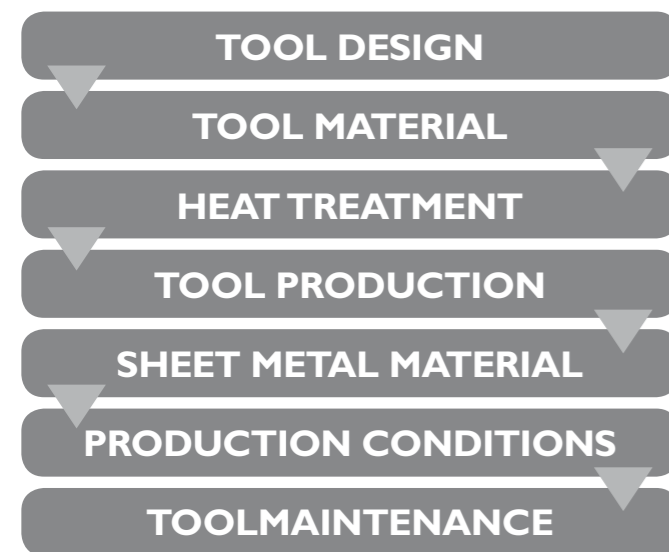 TOOL DESIGN
TOOL MATERIAL
HEAT TREATMENT
TOOL PRODUCTION
SHEET METAL MATERIAL
PRODUCTION CONDITIONS
TOOLMAINTENANCE